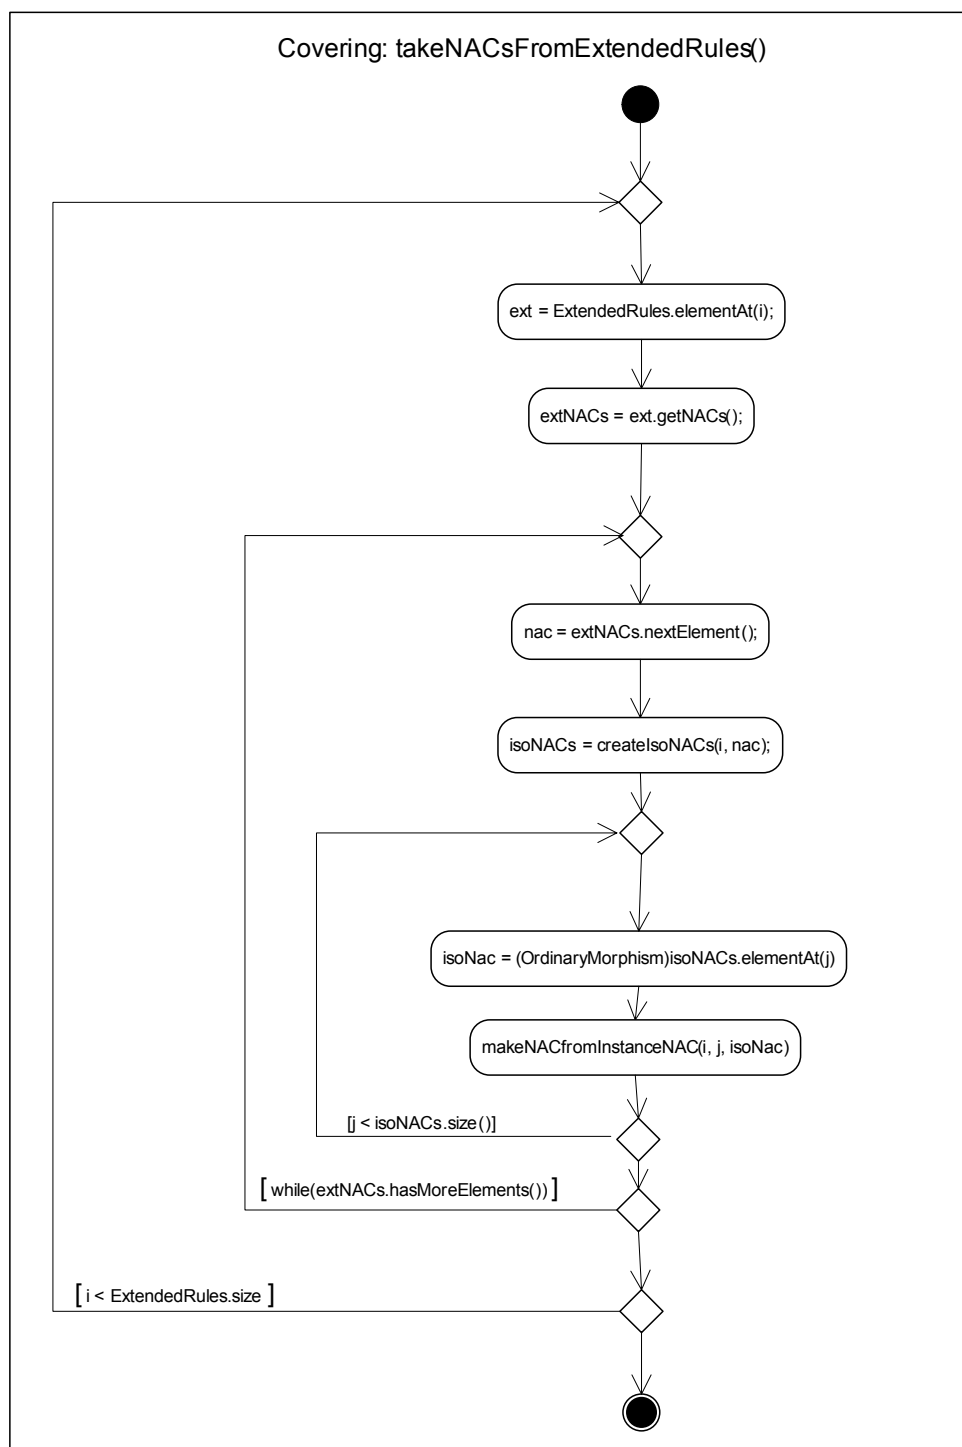 Covering: takeNACsFromExtendedRules()
ext = ExtendedRules.elementAt(i);
extNACs = ext.getNACs();
nac = extNACs.nextElement();
isoNACs = createIsoNACs(i, nac);
isoNac = (OrdinaryMorphism)isoNACs.elementAt(j)
makeNACfromInstanceNAC(i, j, isoNac)
[j < isoNACs.size()]
[ while(extNACs.hasMoreElements()) ]
[ i < ExtendedRules.size ]